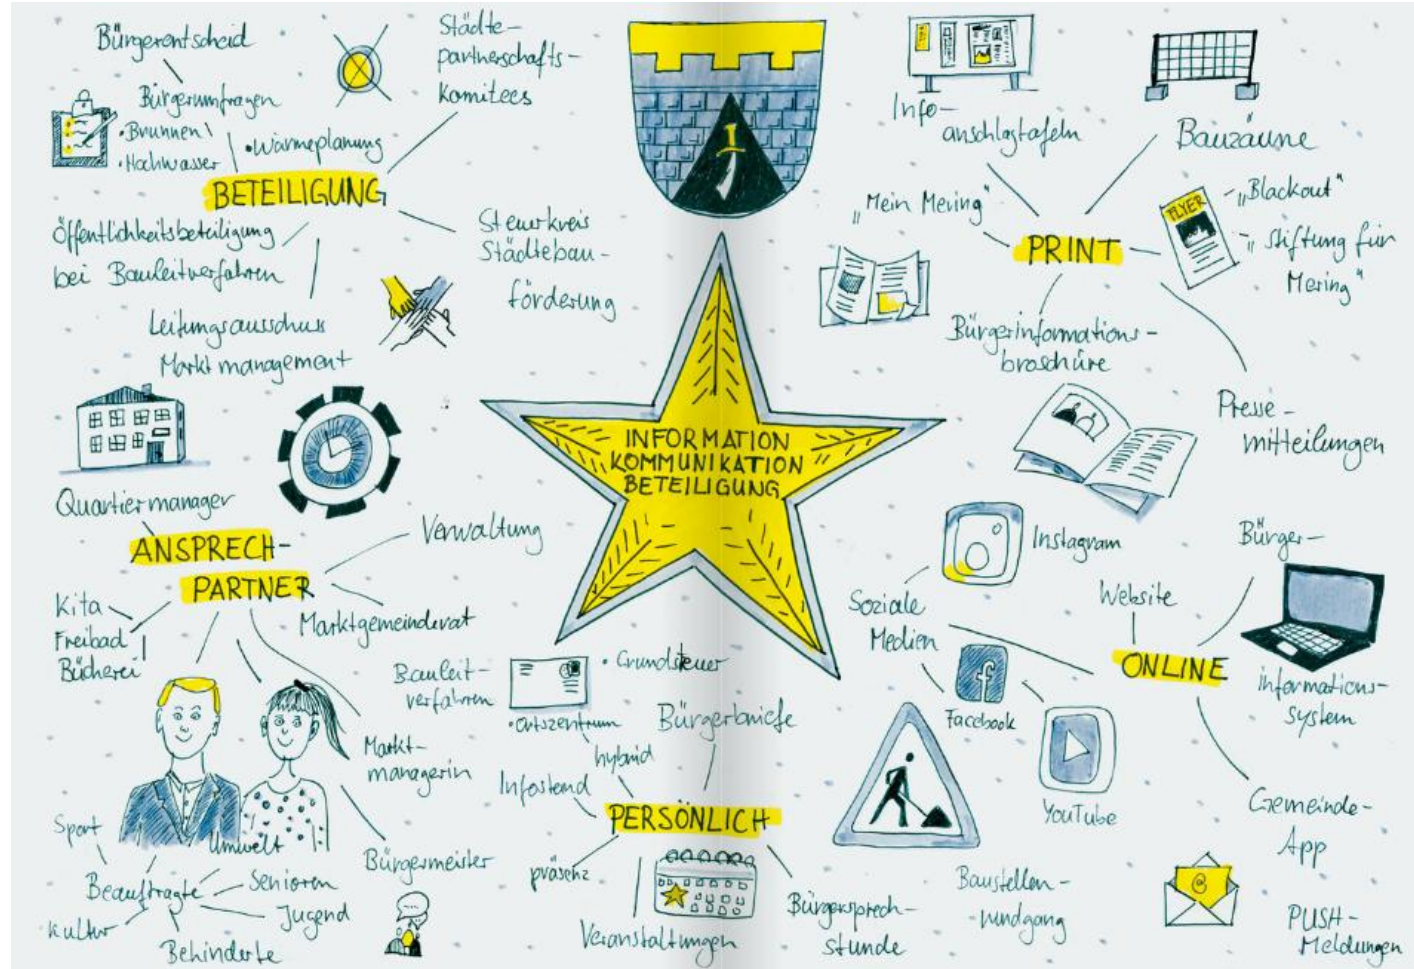 Bürgerentscheid
Bürgerumfragen
• Brunnen
• Hochwasser
• Wärmeplanung
Städte-
partnerschafts-
komitees
BETEILIGUNG
Öffentlichkeitsbeteiligung
bei Bauleitverfahren
Steuerkreis
Städtebau-
förderung
Leitungsausschuss
Marktmanagement
Info-
anschlagtafeln
Bauzäune
„Mein Mering"
PRINT
FLYER
„Blackout"
„Stiftung für
Mering"
Bürgerinformations-
broschüre
Presse-
mitteilungen
INFORMATION
KOMMUNIKATION
BETEILIGUNG
Quartiermanager
ANSPRECH-
PARTNER
Verwaltung
Marktgemeinderat
Kita
Freibad
Bücherei
Markt-
managerin
Bürgermeister
Sport
Umwelt
Beauftragte
Senioren
Jugend
Kultur
Behinderte
Bauleit-
verfahren
• Grundsteuer
• Ortszentrum
Bürgerbriefe
hybrid
Infostand
PERSÖNLICH
präsenz
Veranstaltungen
Bürgersprech-
stunde
Baustellen-
rundgang
Instagram
Soziale
Medien
f
Facebook
YouTube
Website
ONLINE
Bürger-
informations-
system
Gemeinde-
App
@
PUSH-
Meldungen